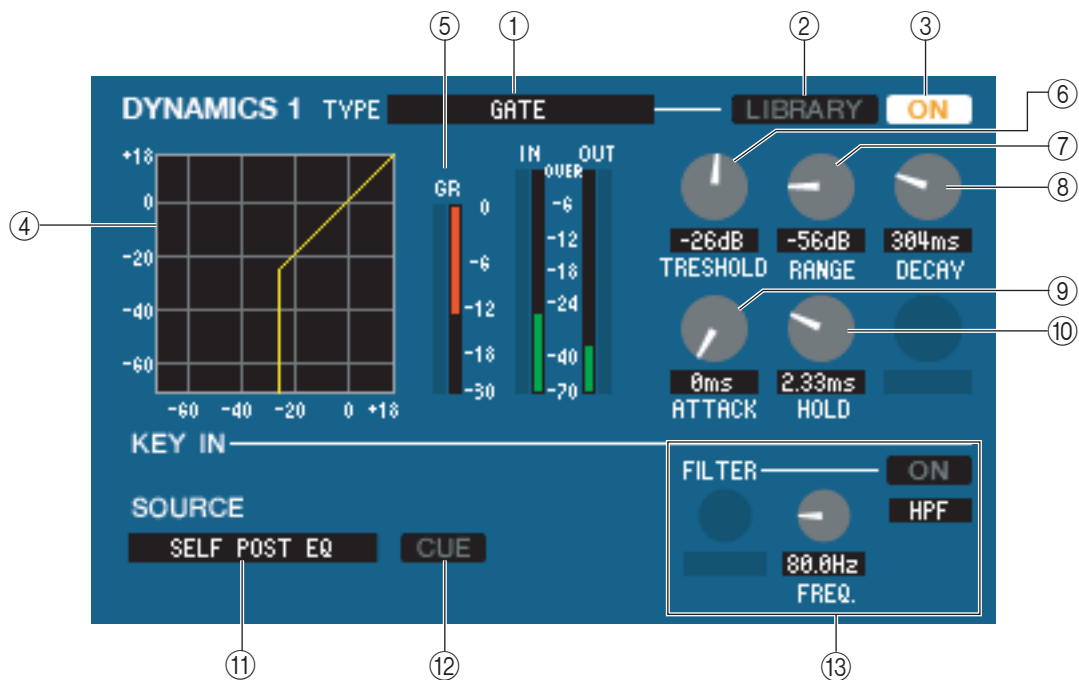 ⑤ ① ② ③
DYNAMICS 1 TYPE GATE LIBRARY ON
⑥
⑦
⑧
④
+18
0
-20
-40
-60
-60 -40 -20 0 +18
GR
0
-6
-12
-18
-30
IN OUT
OVER
-6
-12
-18
-24
-40
-70
-26dB -56dB 304ms
TRESHOLD RANGE DECAY
⑨
⑩
0ms 2.33ms
ATTACK HOLD
KEY IN
FILTER ON
HPF
80.0Hz
FREQ.
SOURCE
SELF POST EQ CUE
⑪ ⑫ ⑬